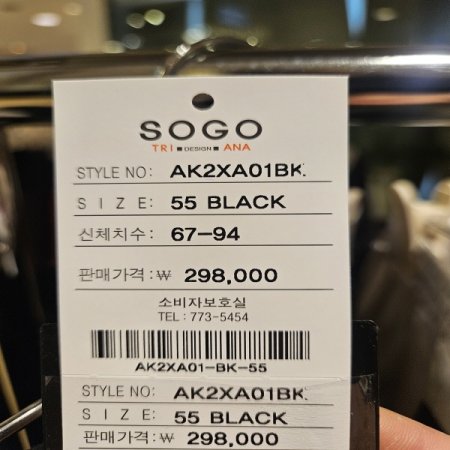 SOGO
TRI ■ DESIGN ■ ANA
STYLE NO: AK2XA01BK
SIZE: 55 BLACK
신체치수: 67-94
판매가격:₩ 298,000
소비자보호실
TEL : 773-5454
AK2XA01-BK-55
STYLE NO: AK2XA01BK
SIZE: 55 BLACK
판매가격:₩ 298,000